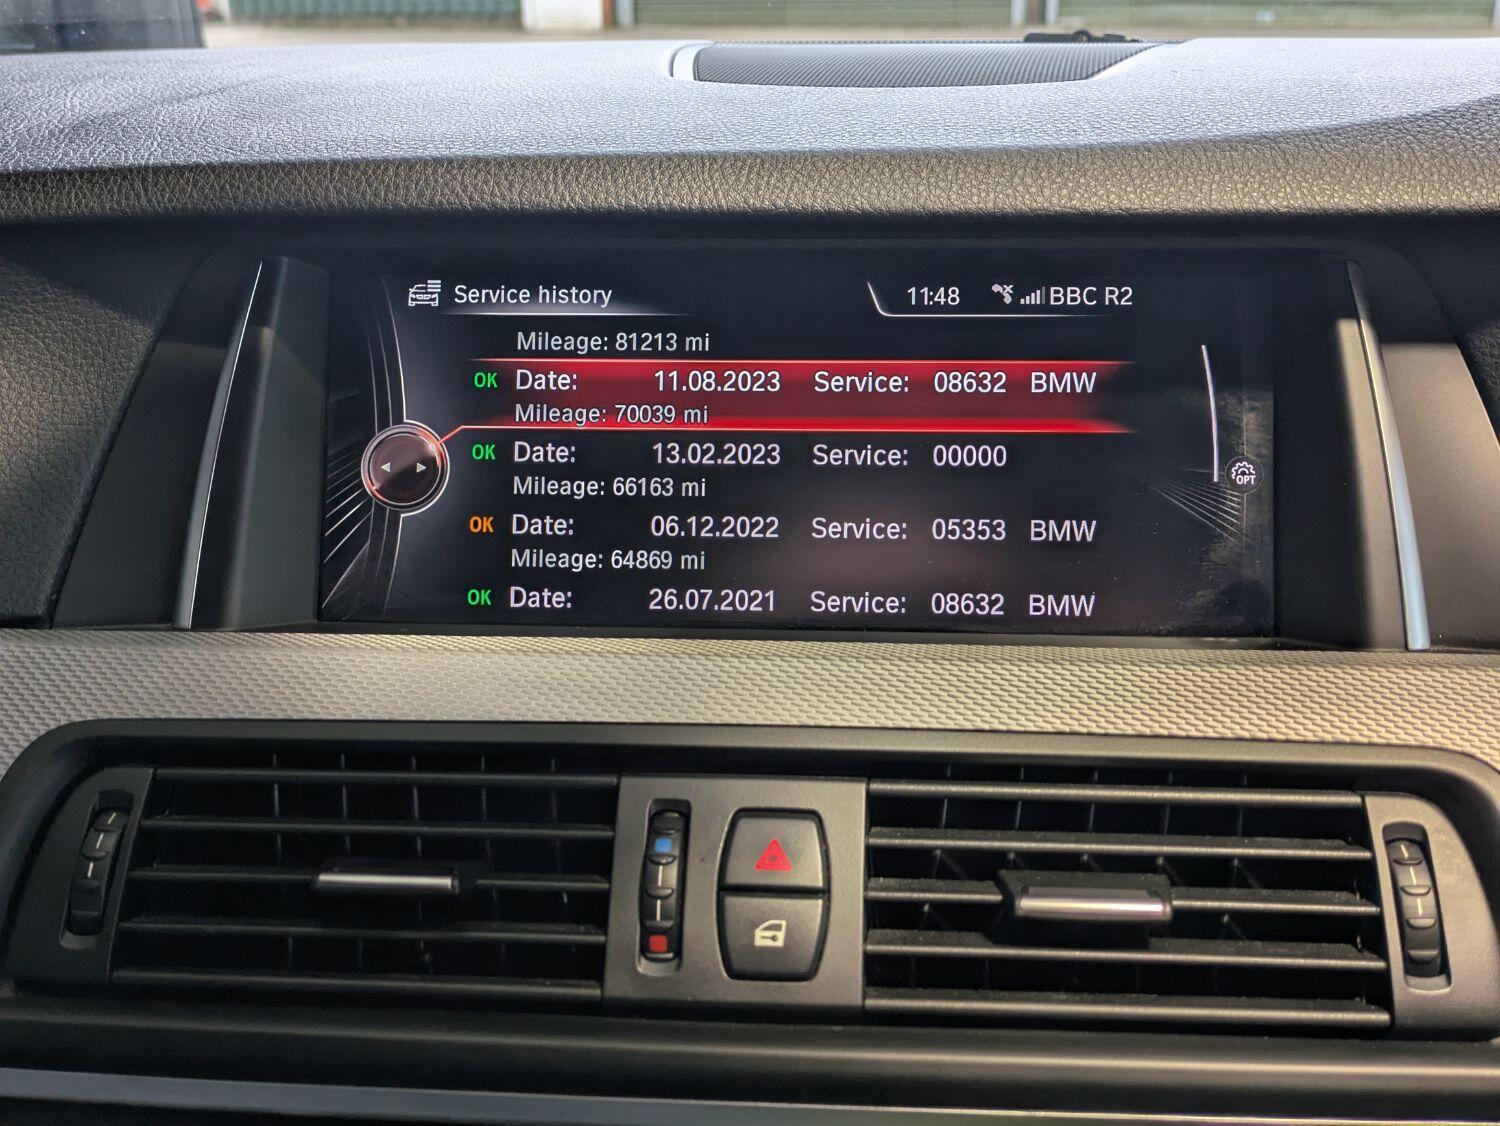 Service history 11:48 BBC R2
Mileage: 81213 mi
OK Date: 11.08.2023 Service: 08632 BMW
Mileage: 70039 mi
OK Date: 13.02.2023 Service: 00000
Mileage: 66163 mi
OK Date: 06.12.2022 Service: 05353 BMW
Mileage: 64869 mi
OK Date: 26.07.2021 Service: 08632 BMW
OPT